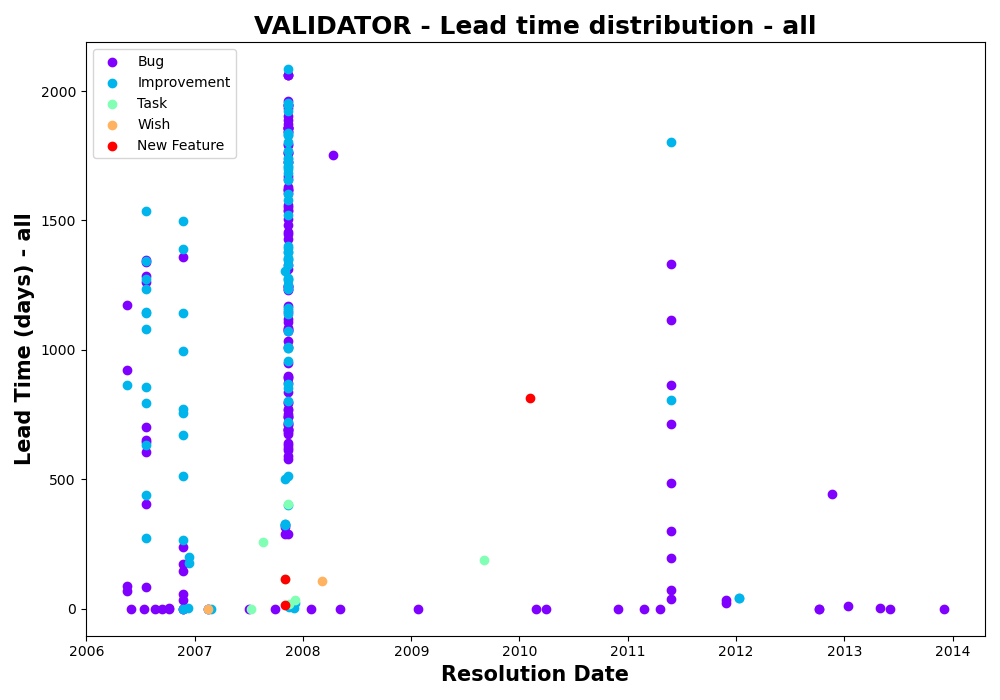 VALIDATOR - Lead time distribution - all
Bug
Improvement
Task
Wish
New Feature
Lead Time (days) - all
2000
1500
1000
500
0
2006 2007 2008 2009 2010 2011 2012 2013 2014
Resolution Date